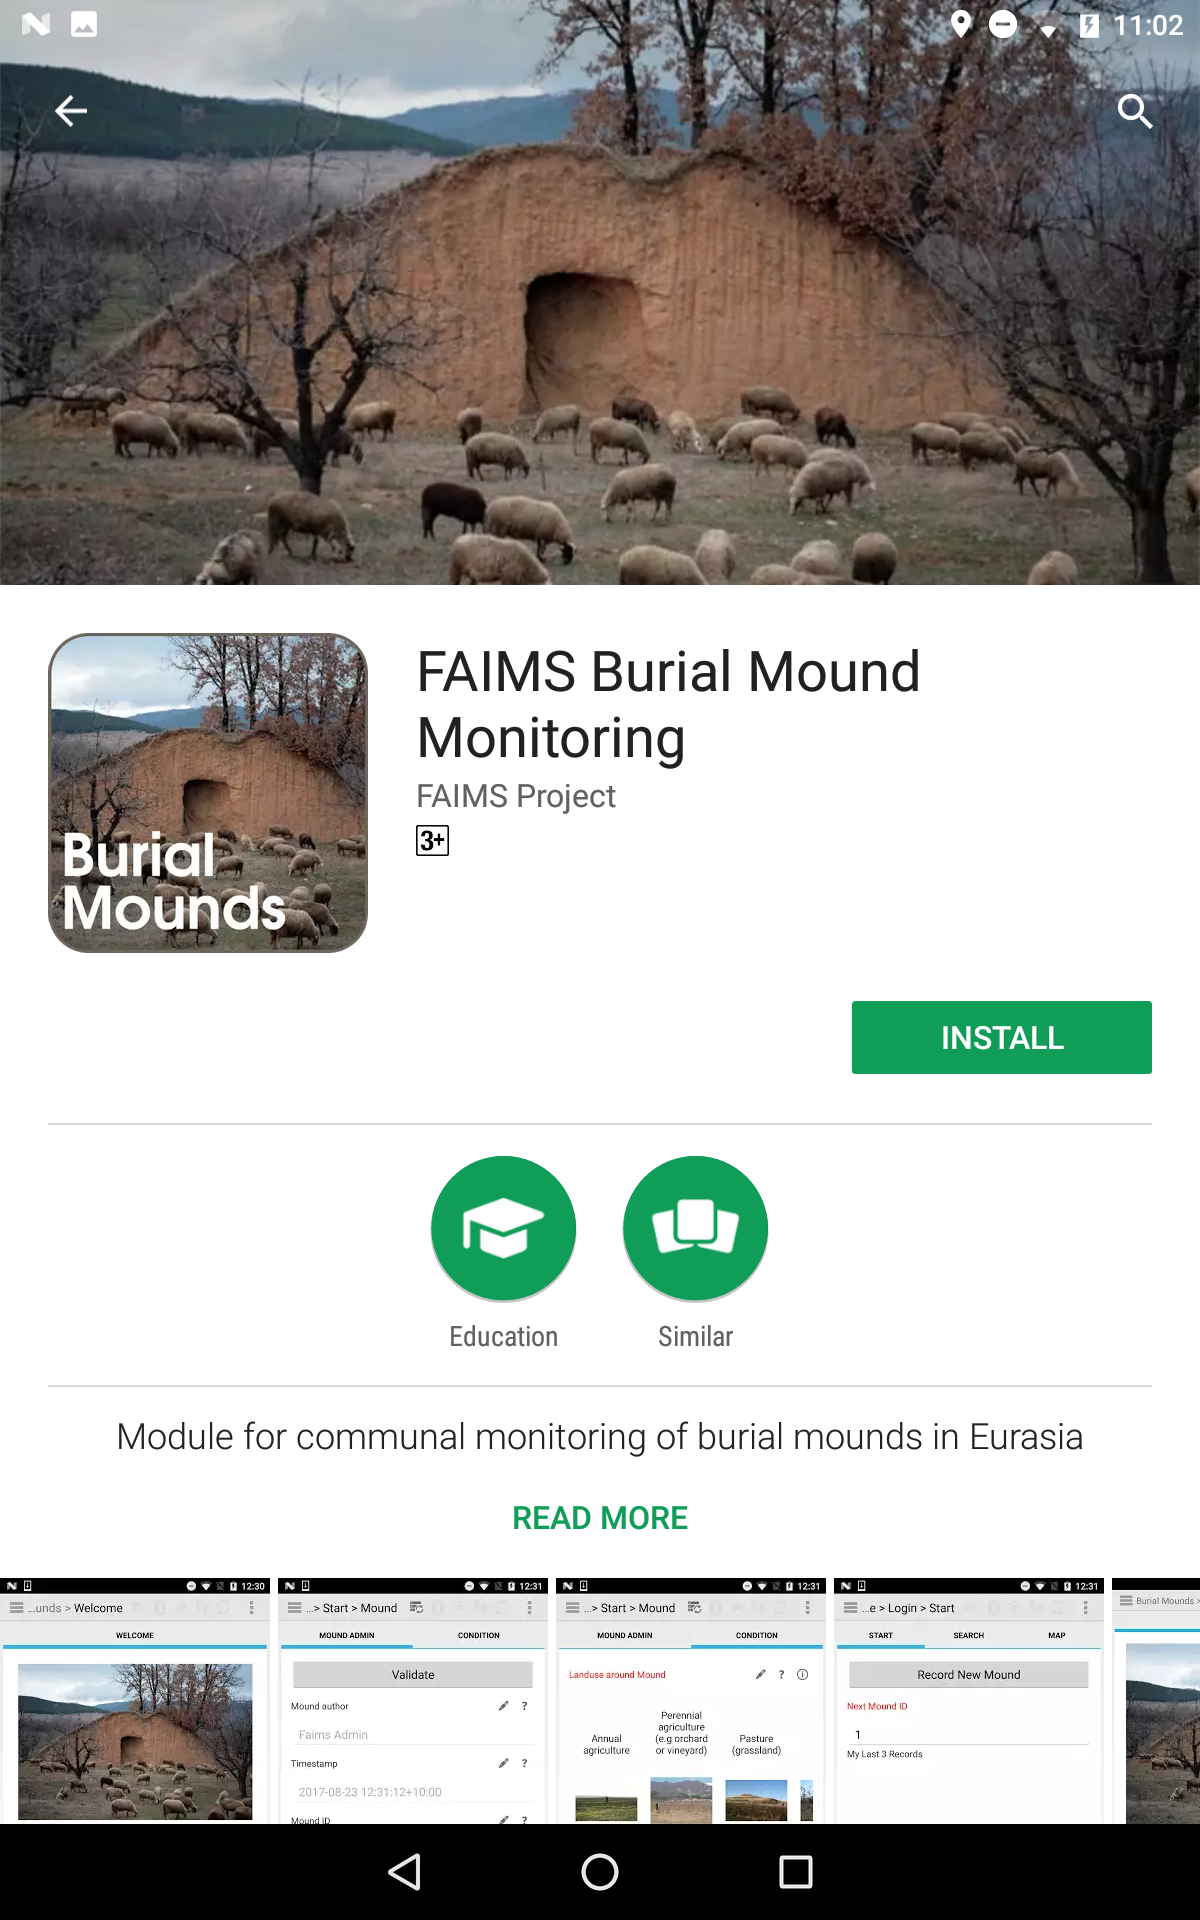 11:02
FAIMS Burial Mound
Monitoring
FAIMS Project
3+
Burial
Mounds
INSTALL
Education
Similar
Module for communal monitoring of burial mounds in Eurasia
READ MORE
12:30
...unds > Welcome
WELCOME
12:31
...> Start > Mound
MOUND ADMIN
CONDITION
Validate
Mound author
?
Faims Admin
Timestamp
?
2017-08-23 12:31:12+10:00
Mound ID
?
12:31
...> Start > Mound
MOUND ADMIN
CONDITION
Landuse around Mound
?
Annual
agriculture
Perennial
agriculture
(e.g orchard
or vineyard)
Pasture
(grassland)
12:31
...e > Login > Start
START
SEARCH
MAP
Record New Mound
Next Mound ID
1
My Last 3 Records
Burial Mounds >